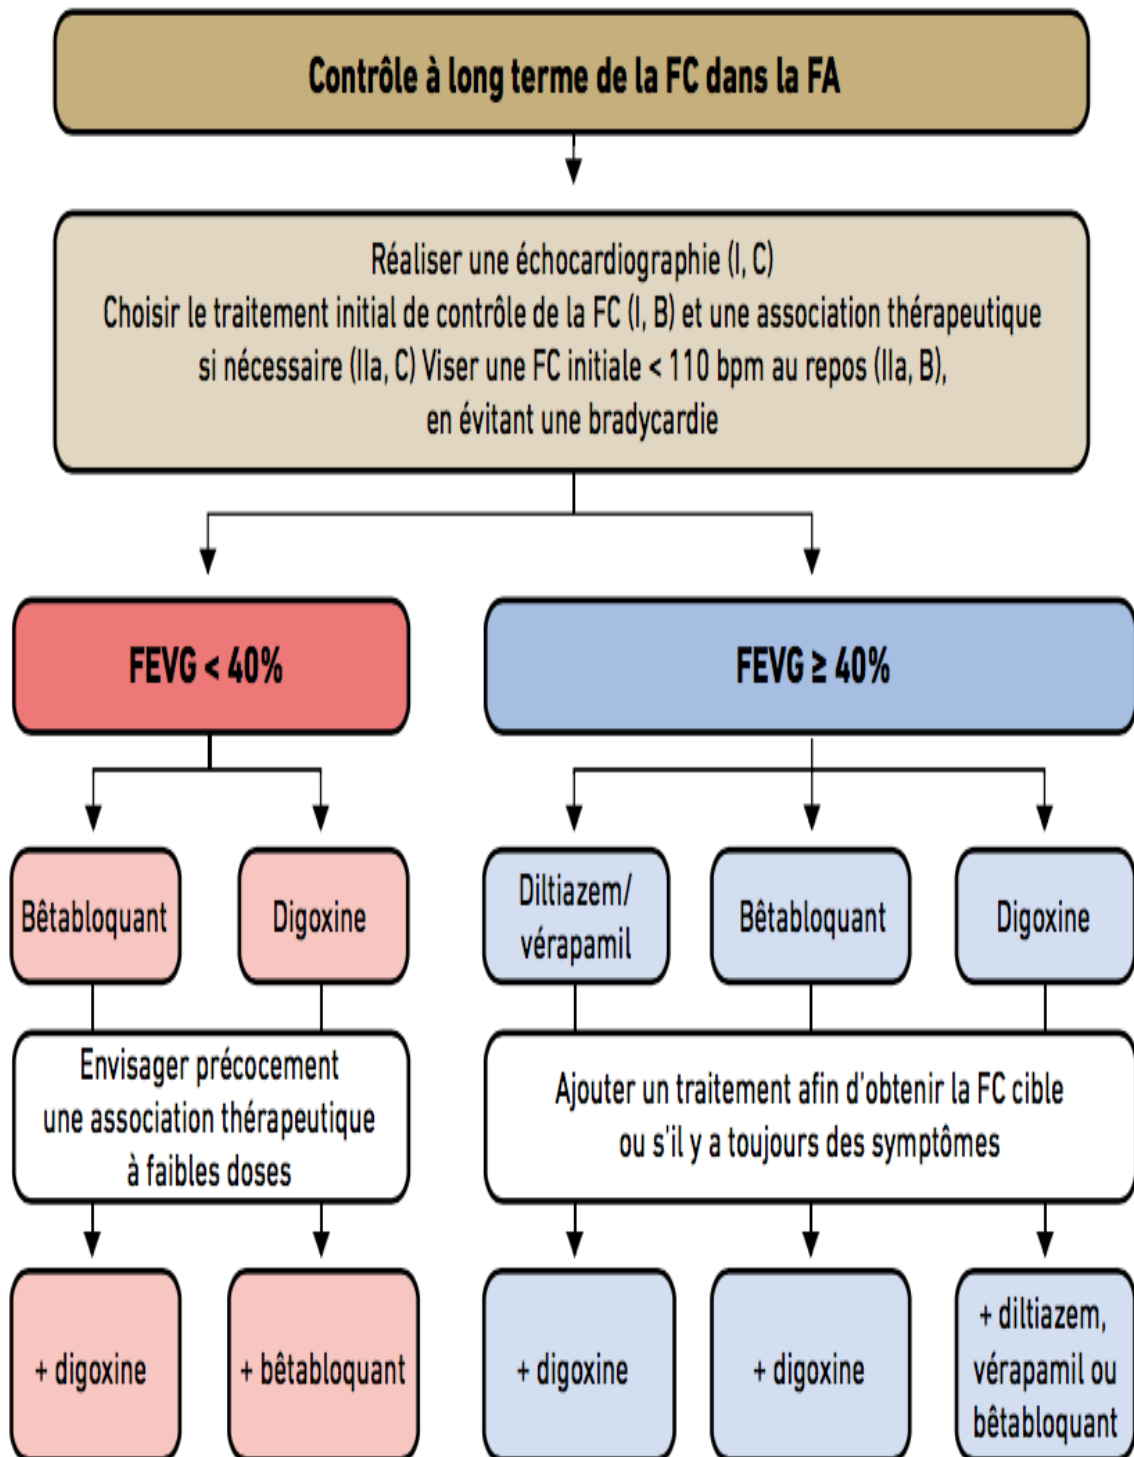 Contrôle à long terme de la FC dans la FA
Réaliser une échocardiographie (I, C)
Choisir le traitement initial de contrôle de la FC (I, B) et une association thérapeutique
si nécessaire (IIa, C) Viser une FC initiale < 110 bpm au repos (IIa, B),
en évitant une bradycardie
FEVG < 40%
FEVG ≥ 40%
Bêtabloquant
Digoxine
Diltiazem/
vérapamil
Bêtabloquant
Digoxine
Envisager précocement
une association thérapeutique
à faibles doses
Ajouter un traitement afin d'obtenir la FC cible
ou s'il y a toujours des symptômes
+ digoxine
+ bêtabloquant
+ digoxine
+ digoxine
+ diltiazem,
vérapamil ou
bêtabloquant